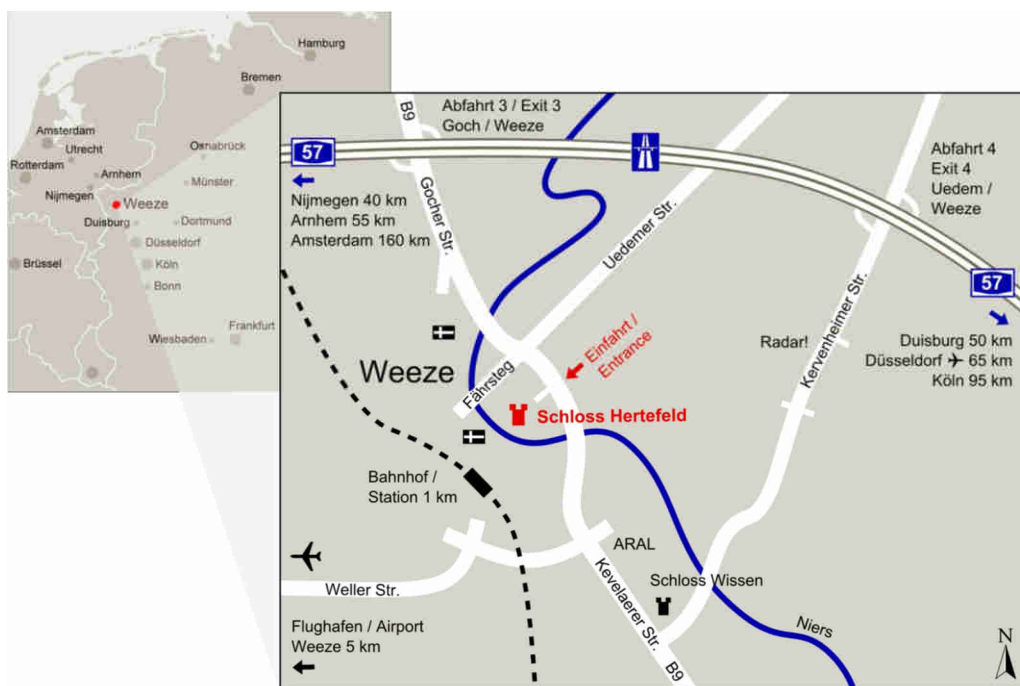 Hamburg
Bremen
Amsterdam
Utrecht
Osnabrück
Rotterdam
Arnhem
Münster
Nijmegen
Weeze
Duisburg
Dortmund
Düsseldorf
Brüssel
Köln
Bonn
Wiesbaden
Frankfurt
B9
Abfahrt 3 / Exit 3
Goch / Weeze
57
Nijmegen 40 km
Arnhem 55 km
Amsterdam 160 km
Gocher Str.
Uedemer Str.
Abfahrt 4
Exit 4
Uedem /
Weeze
57
Duisburg 50 km
Düsseldorf 65 km
Köln 95 km
Radar!
Kervenheimer Str.
Einfahrt /
Entrance
Weeze
Fährsteg
Schloss Hertefeld
Bahnhof /
Station 1 km
ARAL
Weller Str.
Schloss Wissen
Kevelaerer Str.
Niers
Flughafen / Airport
Weeze 5 km
B9
N